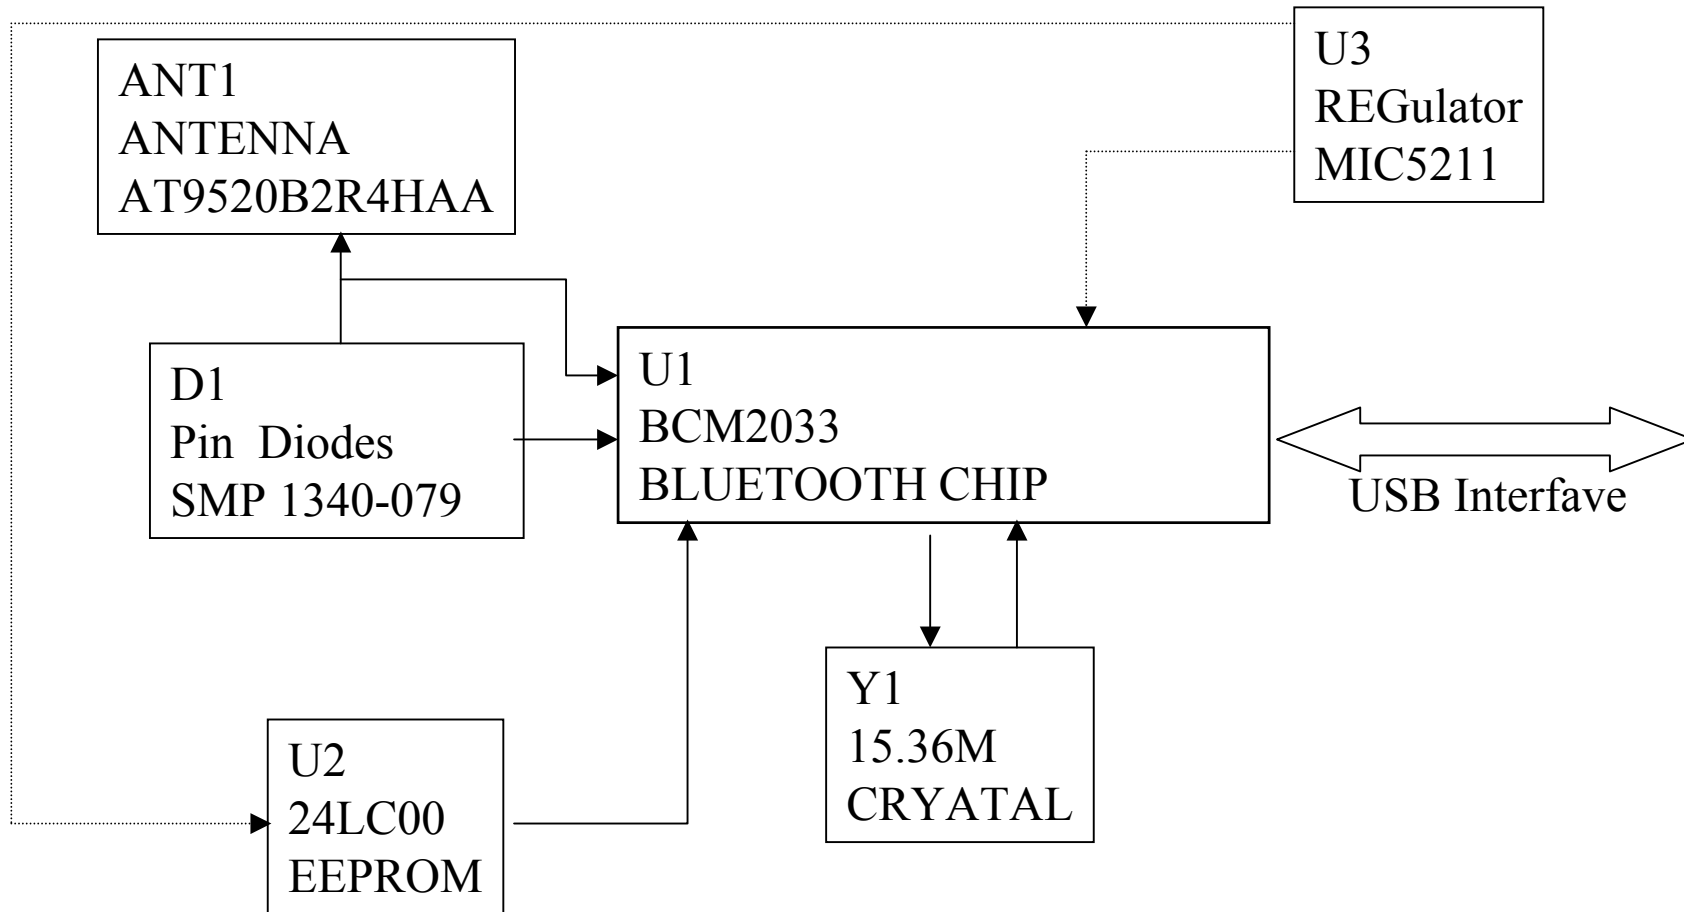 ANT1
ANTENNA
AT9520B2R4HAA
U3
REGulator
MIC5211
D1
Pin  Diodes
SMP 1340-079
U1
BCM2033
BLUETOOTH CHIP
USB Interfave
U2
24LC00
EEPROM
Y1
15.36M
CRYATAL